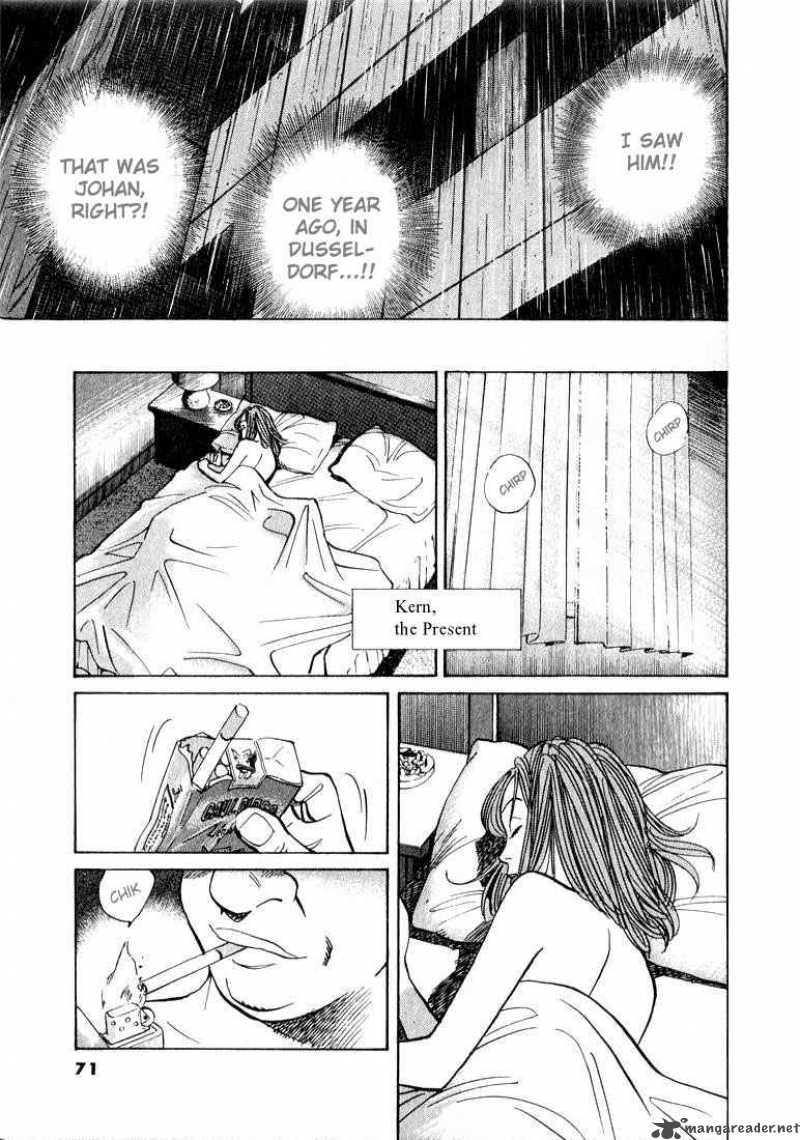 I SAW
HIM!!
ONE YEAR
AGO, IN
DUSSEL-
DORF...!!
THAT WAS
JOHAN,
RIGHT?!
CHIRP
CHIRP
Kern,
the Present
CHIK
71
mangareader.net